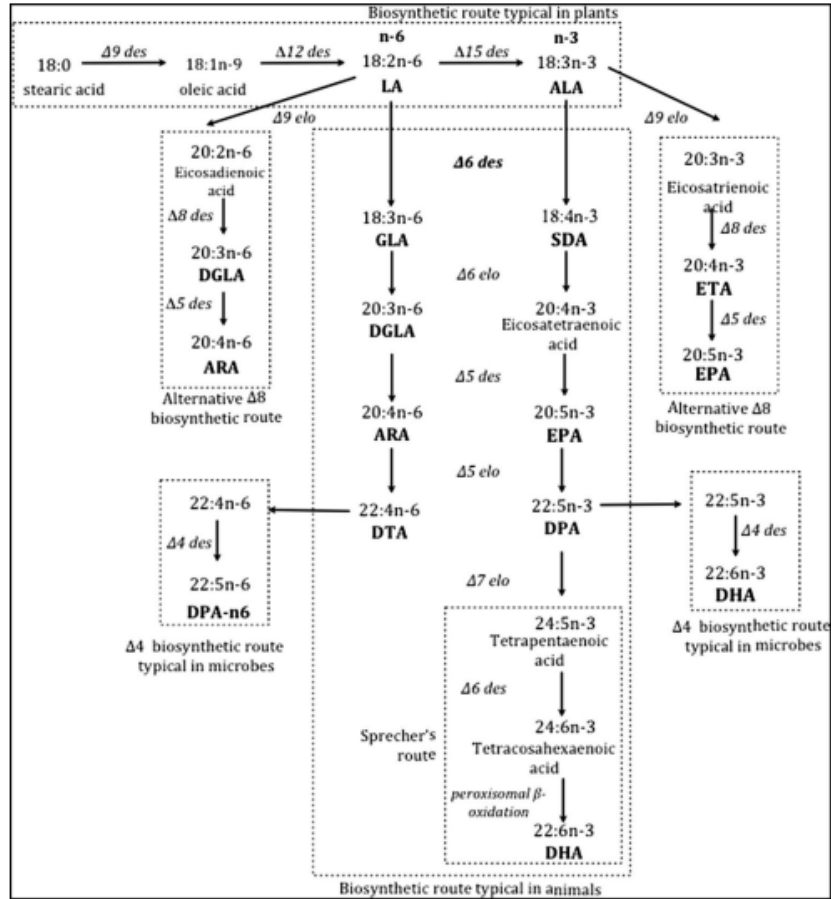 Biosynthetic route typical in plants
n-6
n-3
18:0
Δ9 des
18:1n-9
Δ12 des
18:2n-6
Δ15 des
18:3n-3
stearic acid
oleic acid
LA
ALA
Δ9 elo
Δ9 elo
20:2n-6
Eicosadienoic
acid
Δ8 des
20:3n-6
DGLA
Δ5 des
20:4n-6
ARA
Alternative Δ8
biosynthetic route
Δ6 des
18:3n-6
GLA
18:4n-3
SDA
Δ6 elo
20:3n-6
DGLA
20:4n-3
Eicosatetraenoic
acid
Δ5 des
20:4n-6
ARA
20:5n-3
EPA
Δ5 elo
22:4n-6
DTA
22:5n-3
DPA
20:3n-3
Eicosatrienoic
acid
Δ8 des
20:4n-3
ETA
Δ5 des
20:5n-3
EPA
Alternative Δ8
biosynthetic route
22:4n-6
Δ4 des
22:5n-6
DPA-n6
Δ4 biosynthetic route
typical in microbes
22:5n-3
Δ4 des
22:6n-3
DHA
Δ4 biosynthetic route
typical in microbes
Δ7 elo
24:5n-3
Tetrapentaenoic
acid
Δ6 des
Sprecher's
route
24:6n-3
Tetracosahexaenoic
acid
peroxisomal β-
oxidation
22:6n-3
DHA
Biosynthetic route typical in animals